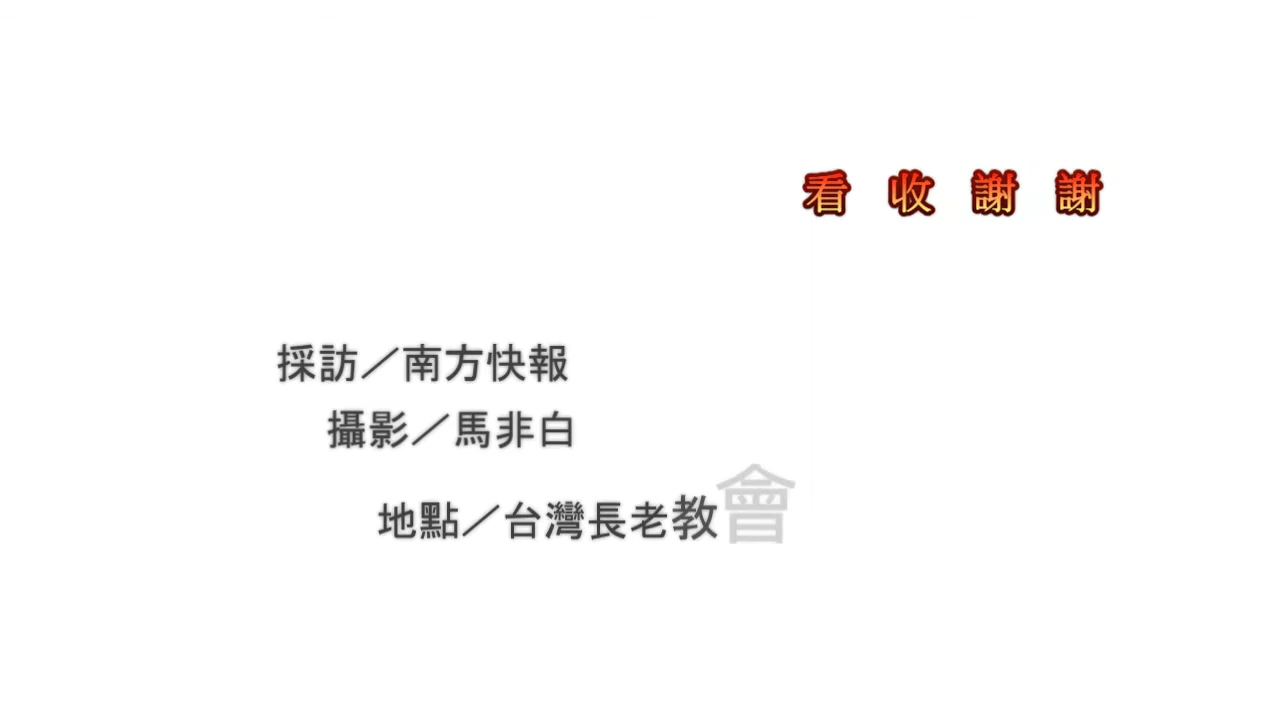 謝謝收看
採訪／南方快報
攝影／馬非白
地點／台灣長老教會